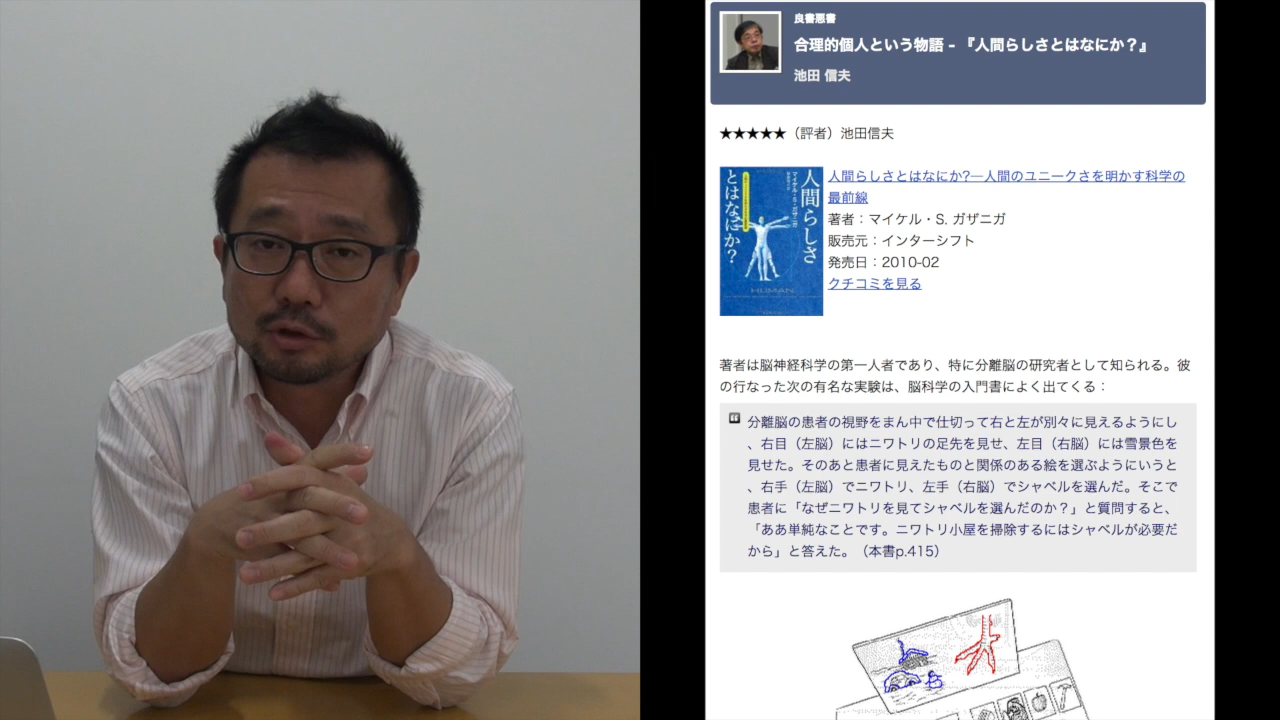 良書悪書
合理的個人という物語 - 『人間らしさとはなにか？』
池田 信夫
★★★★★（評者）池田信夫
人間らしさ
とはなにか？
マイケル・S・ガザニガ
人間らしさとはなにか?―人間のユニークさを明かす科学の
最前線
著者：マイケル・S. ガザニガ
販売元：インターシフト
発売日：2010-02
クチコミを見る
著者は脳神経科学の第一人者であり、特に分離脳の研究者として知られる。彼
の行なった次の有名な実験は、脳科学の入門書によく出てくる：
分離脳の患者の視野をまん中で仕切って右と左が別々に見えるようにし
、右目（左脳）にはニワトリの足先を見せ、左目（右脳）には雪景色を
見せた。そのあと患者に見えたものと関係のある絵を選ぶようにいうと
、右手（左脳）でニワトリ、左手（右脳）でシャベルを選んだ。そこで
患者に「なぜニワトリを見てシャベルを選んだのか？」と質問すると、
「ああ単純なことです。ニワトリ小屋を掃除するにはシャベルが必要だ
から」と答えた。（本書p.415）